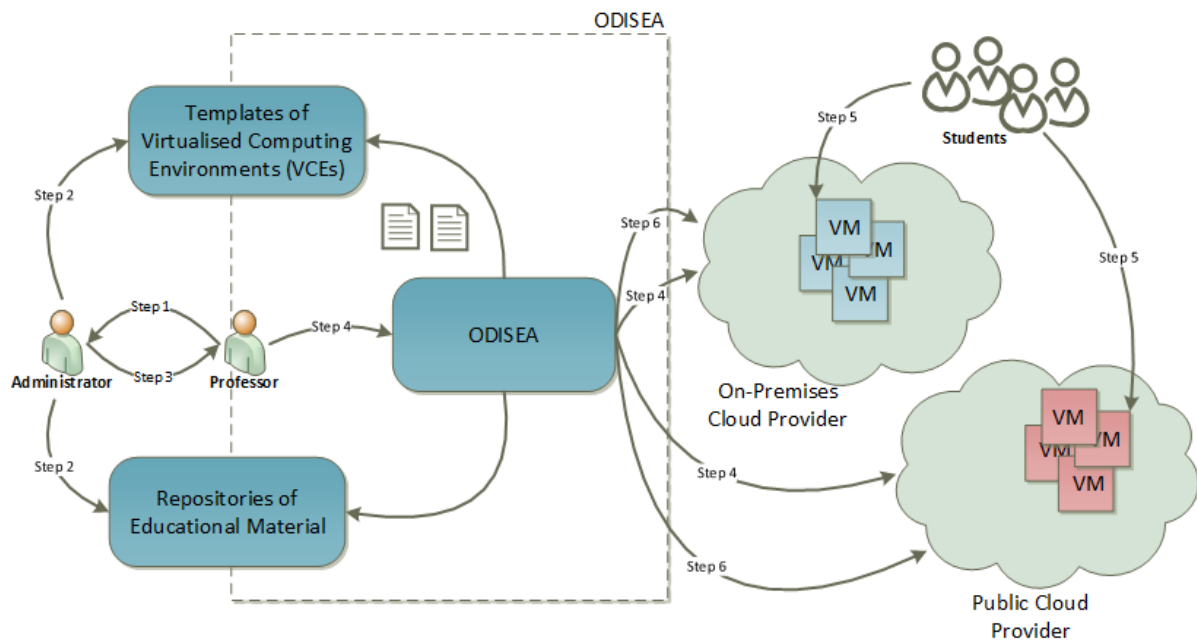 ODISEA
Templates of
Virtualised Computing
Environments (VCEs)
Step 2
Step 5
Students
Step 6
VM
VM
VM
VM
Step 5
Step 1
Step 4
Step 4
ODISEA
Administrator
Step 3
Professor
On-Premises
Cloud Provider
VM
VM
VM
VM
Step 2
Step 4
Repositories of
Educational Material
Step 6
Public Cloud
Provider